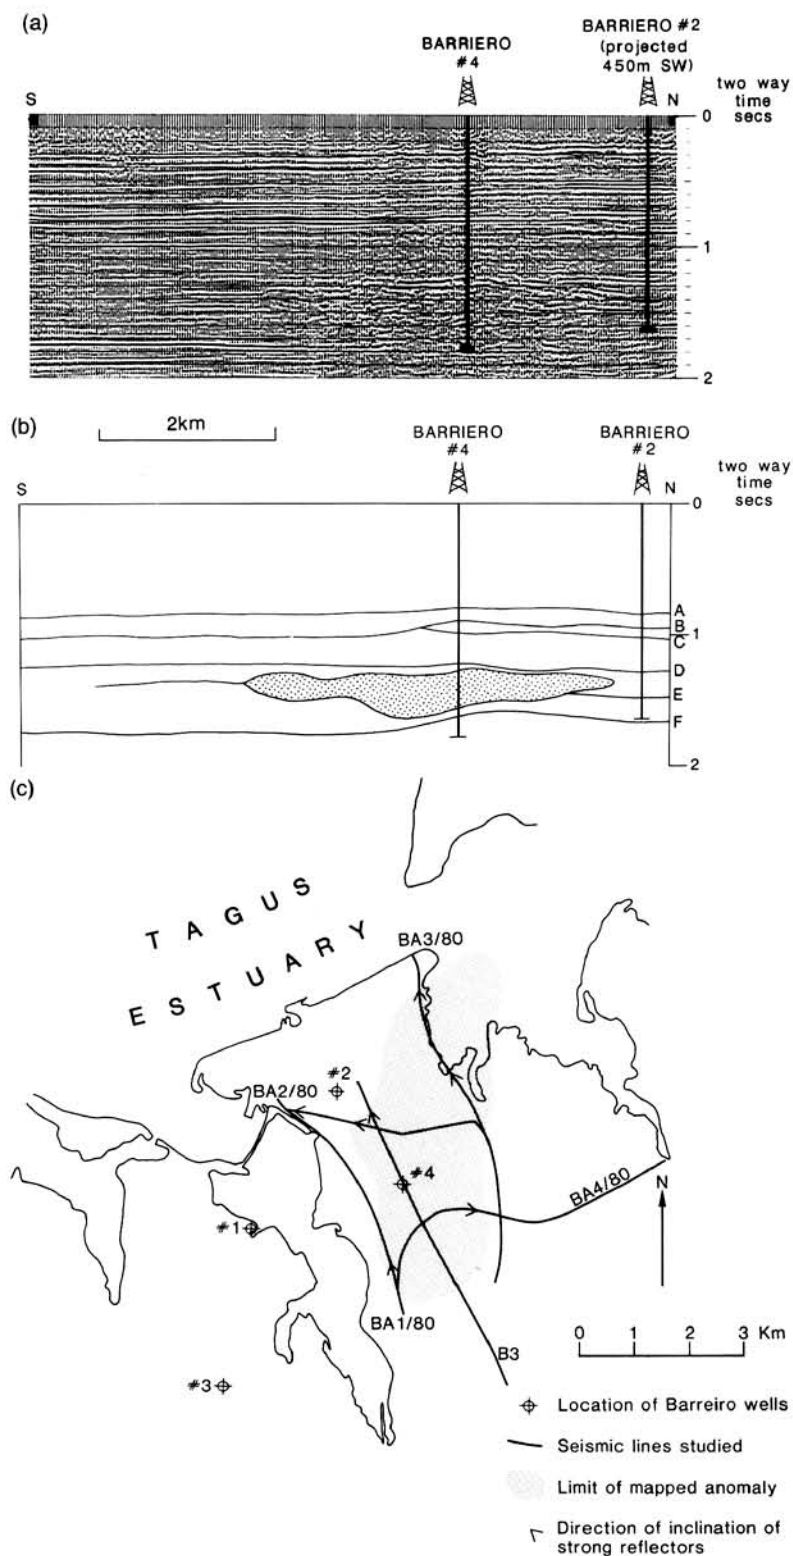 (a)
BARRIERO
#4
BARRIERO #2
(projected
450m SW)
two way
time
secs
S
N
0
1
2
(b)
2km
BARRIERO
#4
BARRIERO
#2
two way
time
secs
S
N
0
A
B
1
C
D
E
F
2
(c)
TAGUS
ESTUARY
BA3/80
#2
BA2/80
#4
#1
BA4/80
N
BA1/80
B3
0 1 2 3 Km
#3
Location of Barreiro wells
Seismic lines studied
Limit of mapped anomaly
Direction of inclination of
strong reflectors